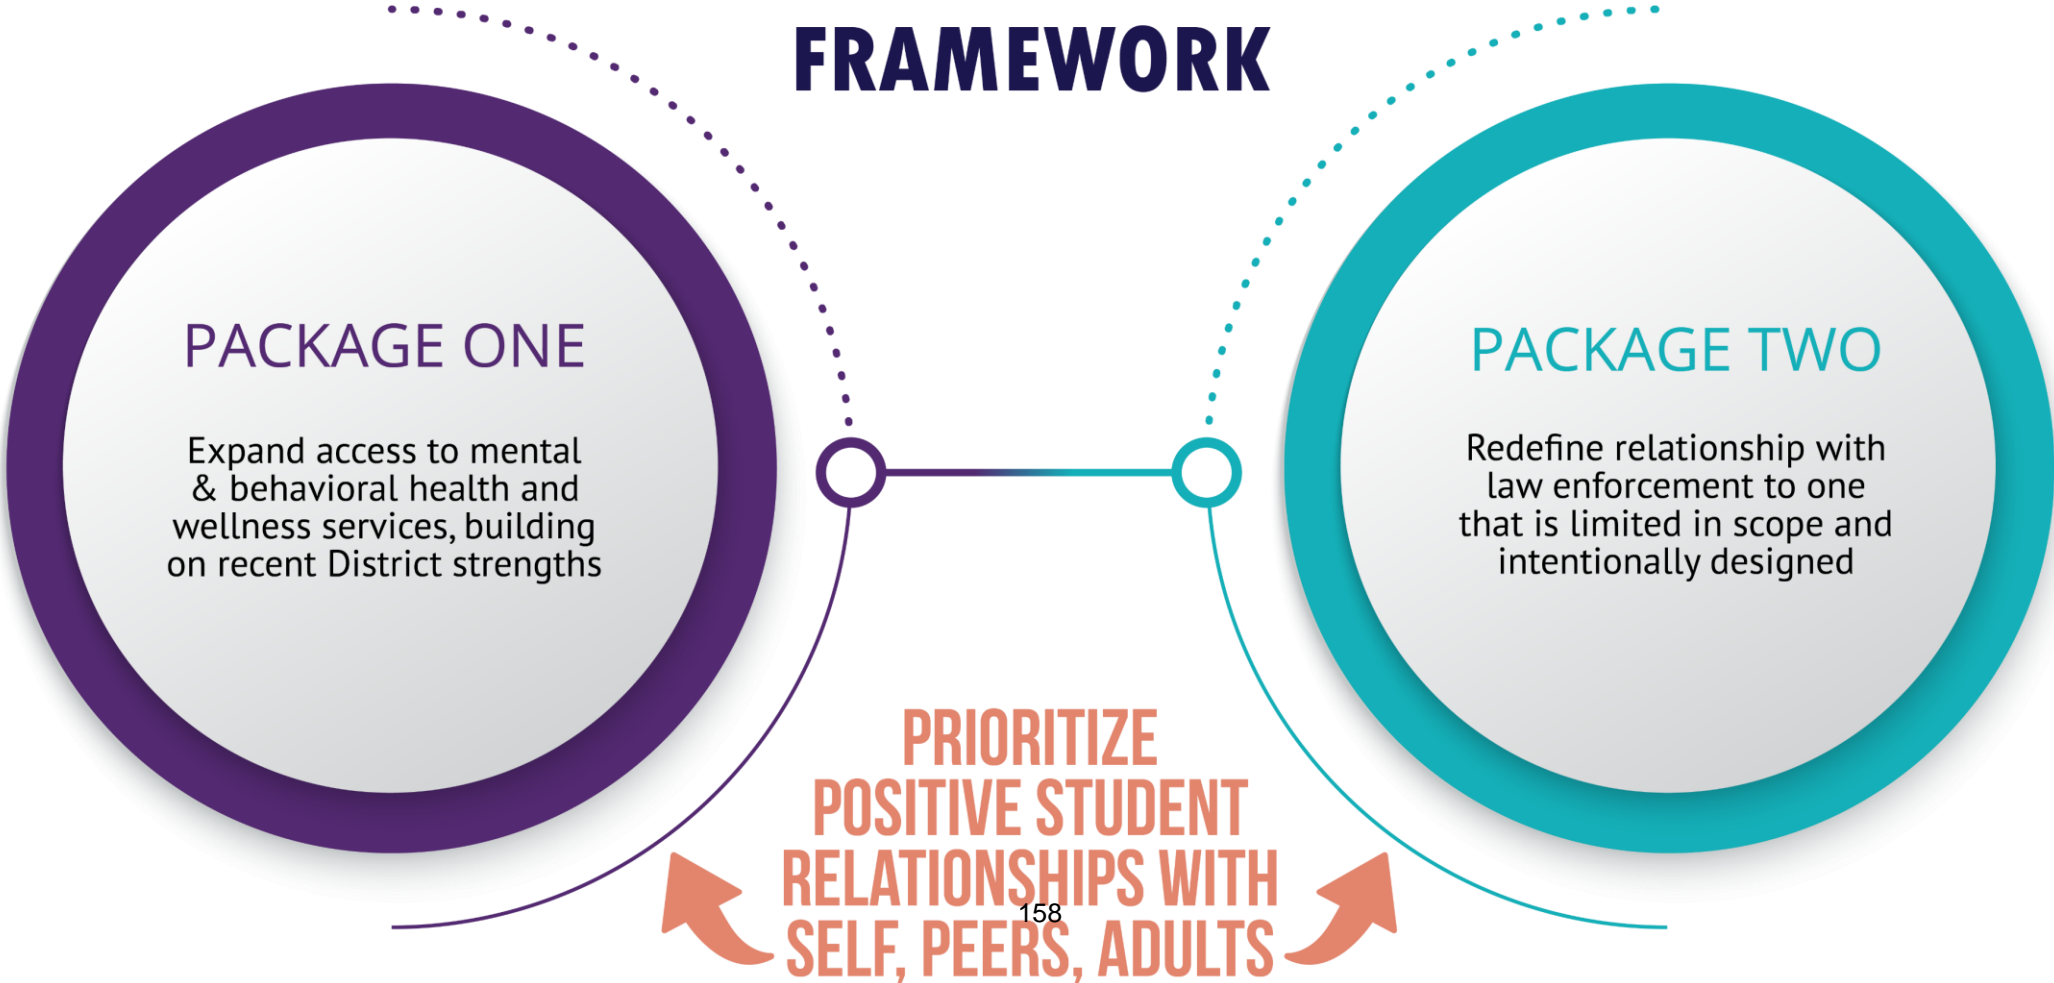 FRAMEWORK
PACKAGE ONE
Expand access to mental
& behavioral health and
wellness services, building
on recent District strengths
PACKAGE TWO
Redefine relationship with
law enforcement to one
that is limited in scope and
intentionally designed
PRIORITIZE
POSITIVE STUDENT
RELATIONSHIPS WITH
SELF, PEERS, ADULTS
158